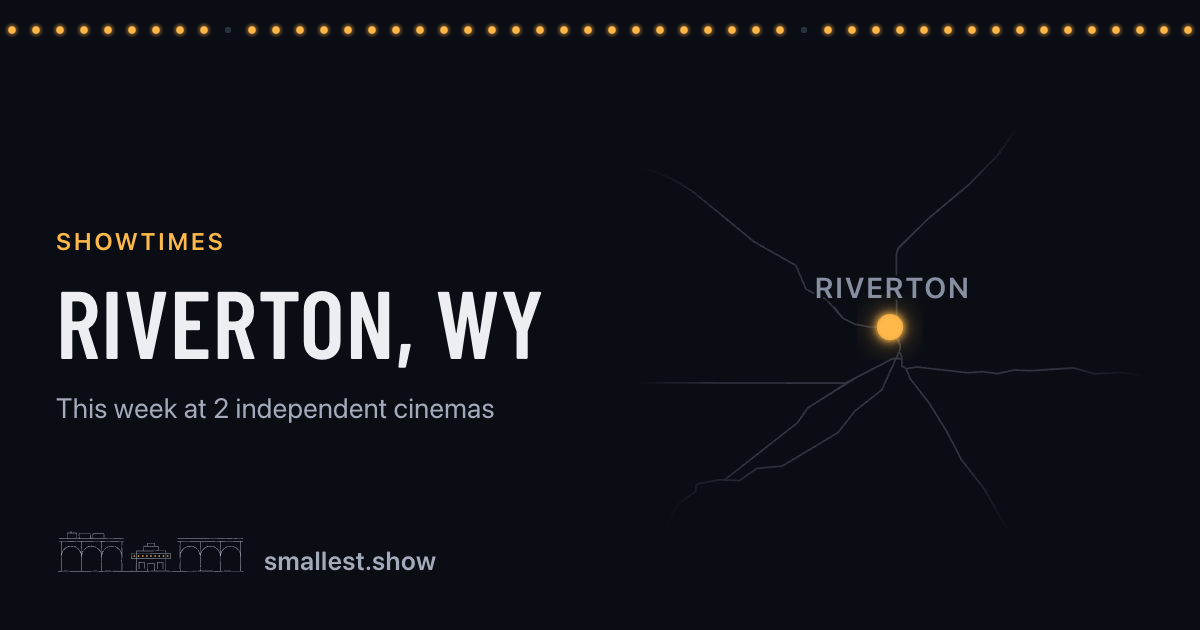 SHOWTIMES
RIVERTON, WY
This week at 2 independent cinemas
RIVERTON
smallest.show